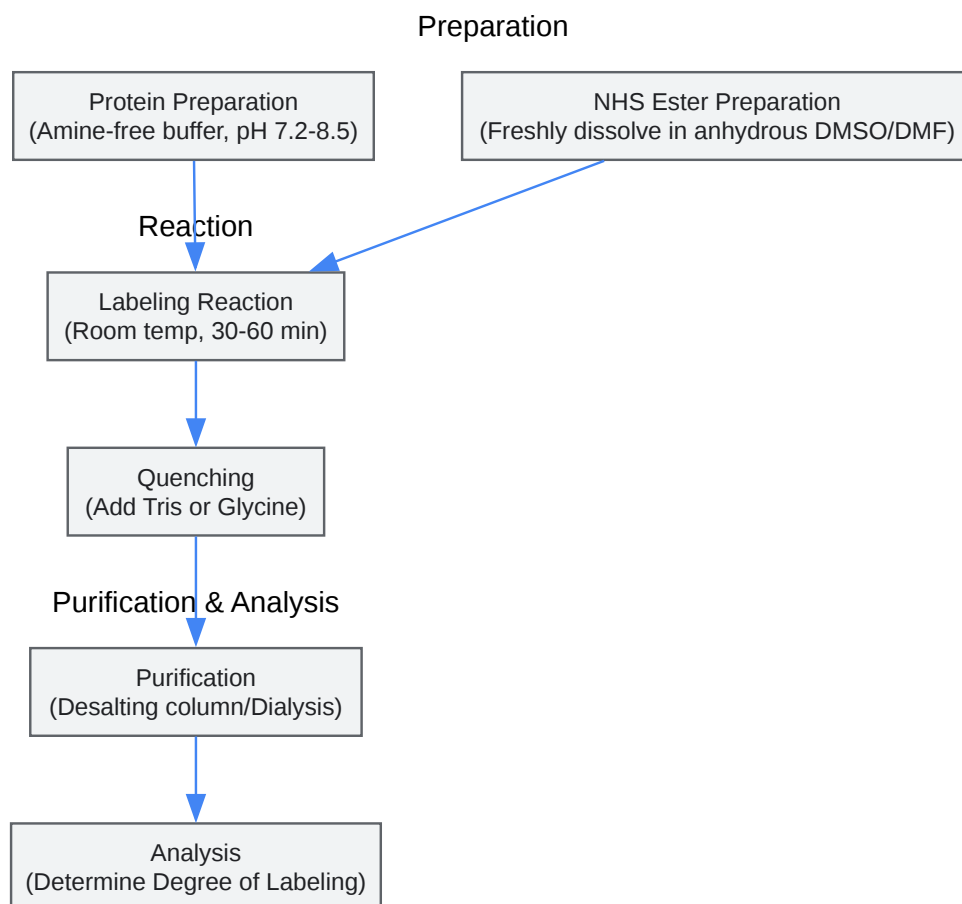 Preparation
Protein Preparation
(Amine-free buffer, pH 7.2-8.5)
NHS Ester Preparation
(Freshly dissolve in anhydrous DMSO/DMF)
Reaction
Labeling Reaction
(Room temp, 30-60 min)
Quenching
(Add Tris or Glycine)
Purification & Analysis
Purification
(Desalting column/Dialysis)
Analysis
(Determine Degree of Labeling)